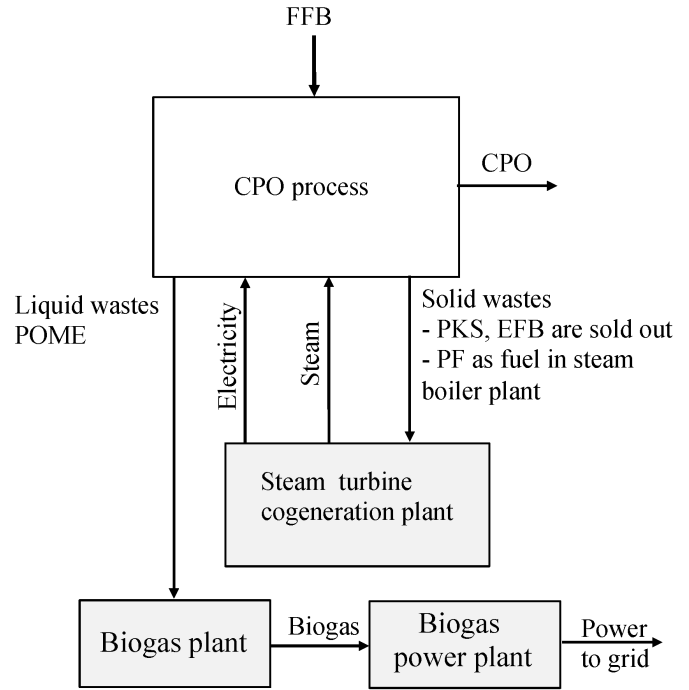 FFB
CPO process
CPO
Liquid wastes
POME
Electricity
Steam
Solid wastes
- PKS, EFB are sold out
- PF as fuel in steam
boiler plant
Steam turbine
cogeneration plant
Biogas plant
Biogas
Biogas
power plant
Power
to grid